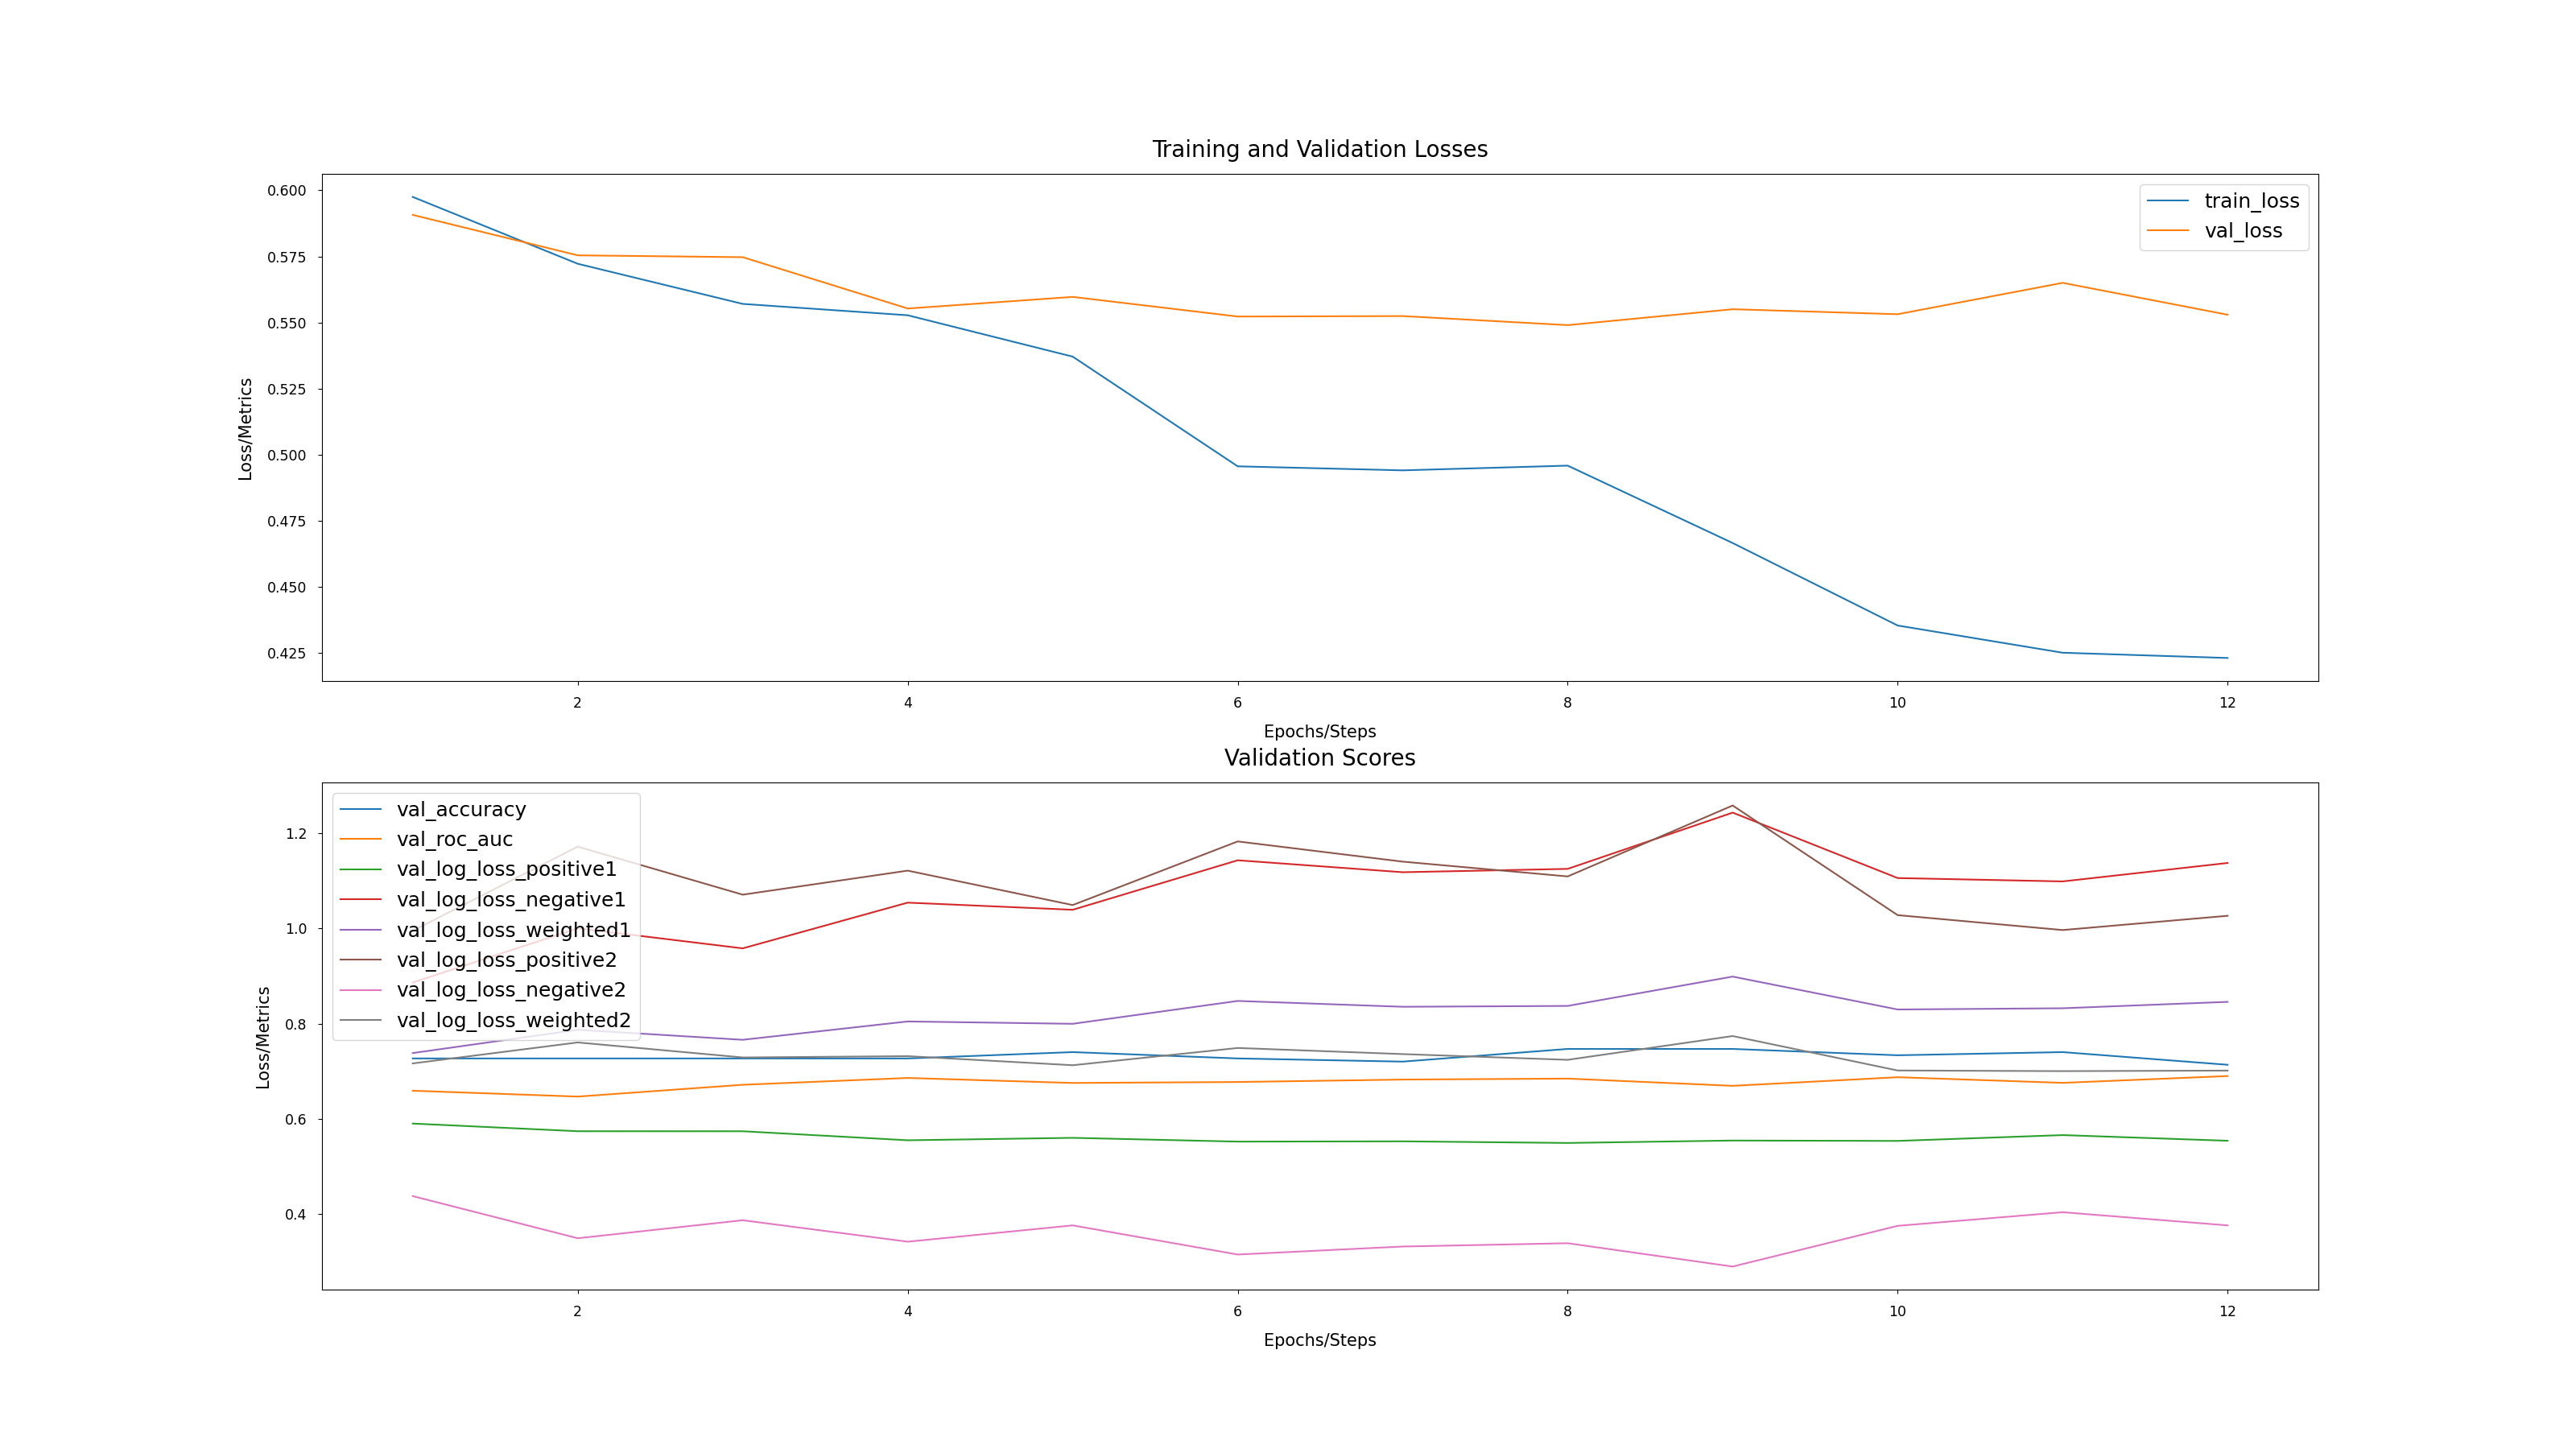 Training and Validation Losses
0.600
0.575
0.550
0.525
0.500
0.475
0.450
0.425
Loss/Metrics
train_loss
val_loss
2 4 6 8 10 12
Epochs/Steps
Validation Scores
1.2
1.0
0.8
0.6
0.4
Loss/Metrics
val_accuracy
val_roc_auc
val_log_loss_positive1
val_log_loss_negative1
val_log_loss_weighted1
val_log_loss_positive2
val_log_loss_negative2
val_log_loss_weighted2
2 4 6 8 10 12
Epochs/Steps